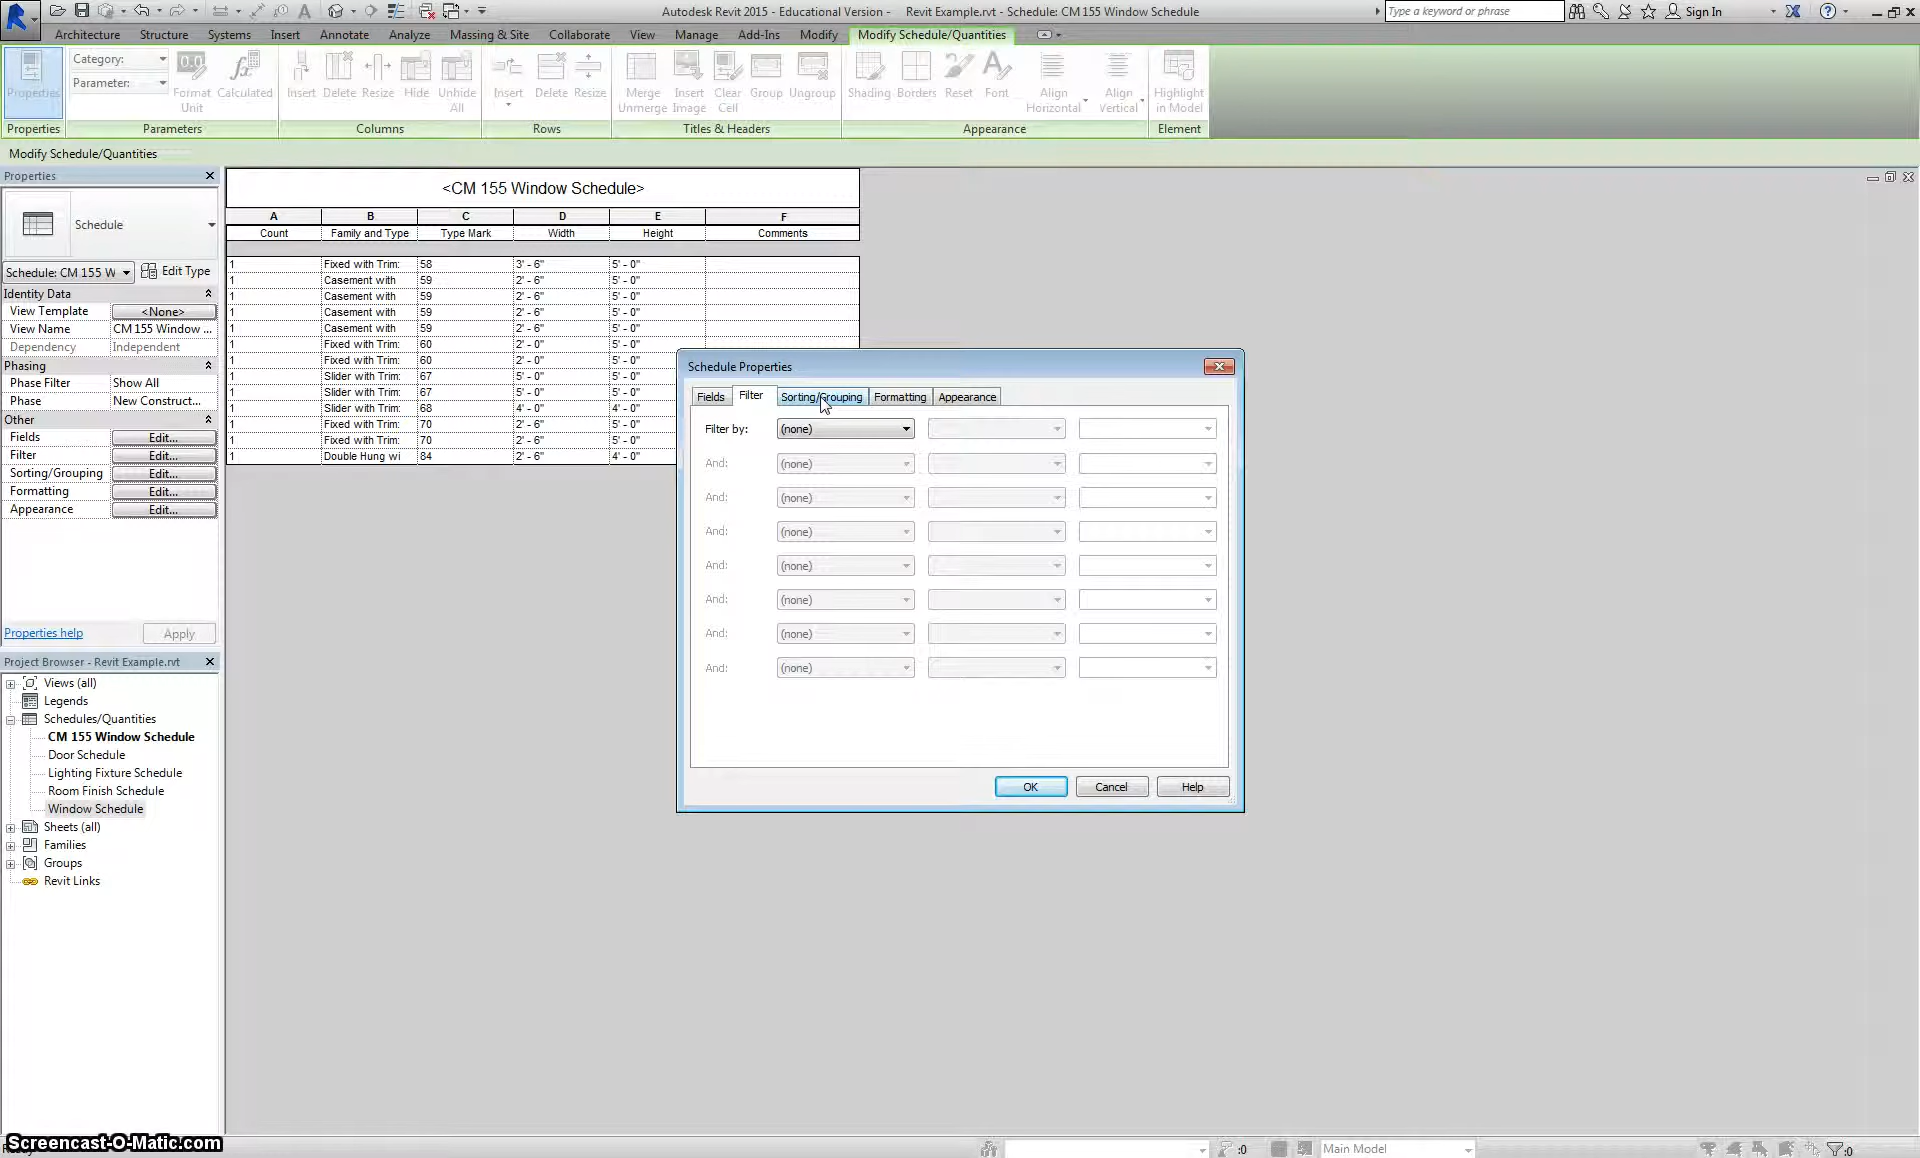 Autodesk Revit 2015 - Educational Version - Revit Example.rvt - Schedule: CM 155 Window Schedule
Type a keyword or phrase
Sign In
Architecture Structure Systems Insert Annotate Analyze Massing & Site Collaborate View Manage Add-Ins Modify Modify Schedule/Quantities
Properties
Category:
Parameter:
Format Unit
Calculated
Insert Delete Resize Hide Unhide All
Insert Delete Resize
Merge Unmerge
Insert Image
Clear Cell
Group Ungroup
Shading Borders Reset Font
Align Horizontal
Align Vertical
Highlight in Model
Properties Parameters Columns Rows Titles & Headers Appearance Element
Modify Schedule/Quantities
Properties
Schedule
Schedule: CM 155 W
Edit Type
Identity Data
View Template <None>
View Name CM 155 Window ...
Dependency Independent
Phasing
Phase Filter Show All
Phase New Construct...
Other
Fields Edit...
Filter Edit...
Sorting/Grouping Edit...
Formatting Edit...
Appearance Edit...
Properties help
Apply
Project Browser - Revit Example.rvt
Views (all)
Legends
Schedules/Quantities
CM 155 Window Schedule
Door Schedule
Lighting Fixture Schedule
Room Finish Schedule
Window Schedule
Sheets (all)
Families
Groups
Revit Links
<CM 155 Window Schedule>
A B C D E F
Count Family and Type Type Mark Width Height Comments
1 Fixed with Trim: 58 3' - 6" 5' - 0"
1 Casement with 59 2' - 6" 5' - 0"
1 Casement with 59 2' - 6" 5' - 0"
1 Casement with 59 2' - 6" 5' - 0"
1 Casement with 59 2' - 6" 5' - 0"
1 Fixed with Trim: 60 2' - 0" 5' - 0"
1 Fixed with Trim: 60 2' - 0" 5' - 0"
1 Slider with Trim: 67 5' - 0" 5' - 0"
1 Slider with Trim: 67 5' - 0" 5' - 0"
1 Slider with Trim: 68 4' - 0" 4' - 0"
1 Fixed with Trim: 70 2' - 6" 5' - 0"
1 Fixed with Trim: 70 2' - 6" 5' - 0"
1 Double Hung wi 84 2' - 6" 4' - 0"
Schedule Properties
Fields Filter Sorting/Grouping Formatting Appearance
Filter by: (none)
And: (none)
And: (none)
And: (none)
And: (none)
And: (none)
And: (none)
And: (none)
OK Cancel Help
Screencast-O-Matic.com
:0
Main Model
:0